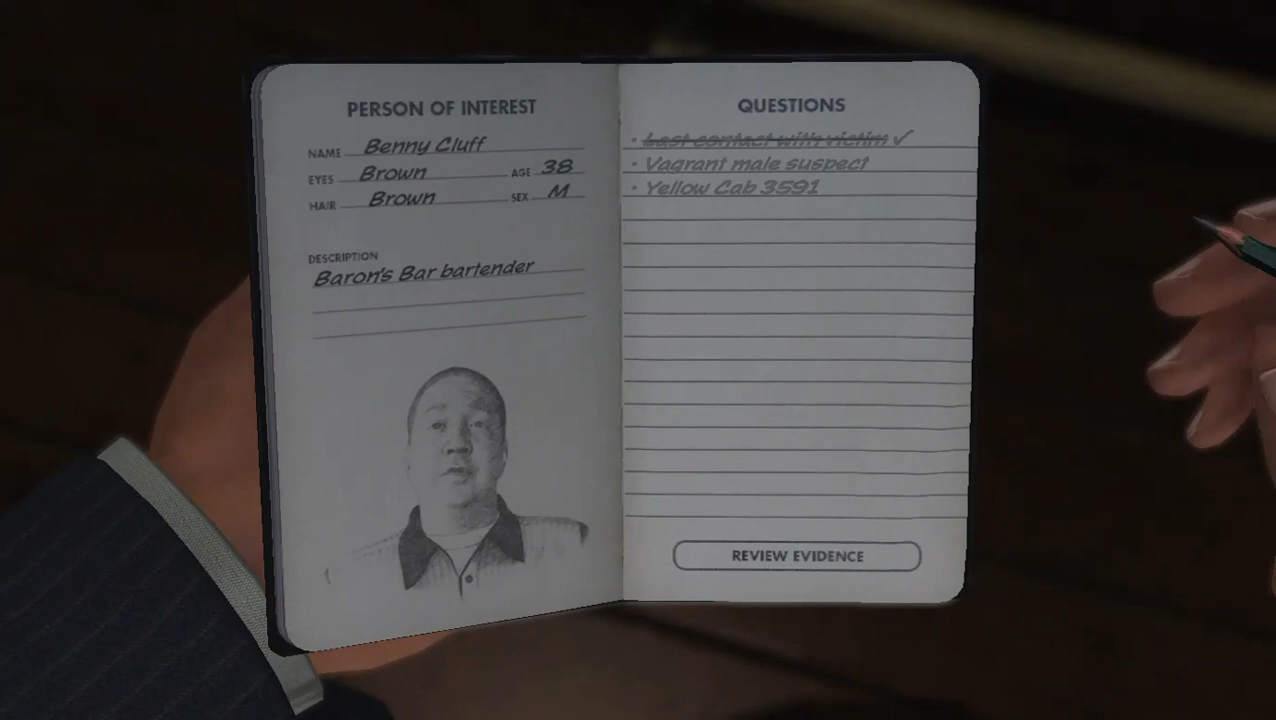 PERSON OF INTEREST
NAME Benny Cluff
EYES Brown AGE 38
HAIR Brown SEX M
DESCRIPTION
Baron's Bar bartender
QUESTIONS
• Last contact with victim ✓
• Vagrant male suspect
• Yellow Cab 3591
REVIEW EVIDENCE